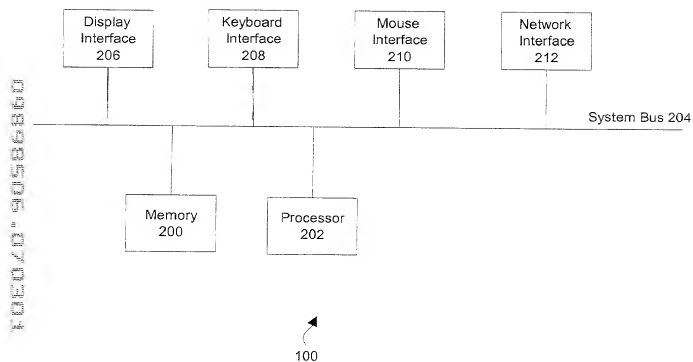 Display
Interface
206
Keyboard
Interface
208
Mouse
Interface
210
Network
Interface
212
System Bus 204
Memory
200
Processor
202
100